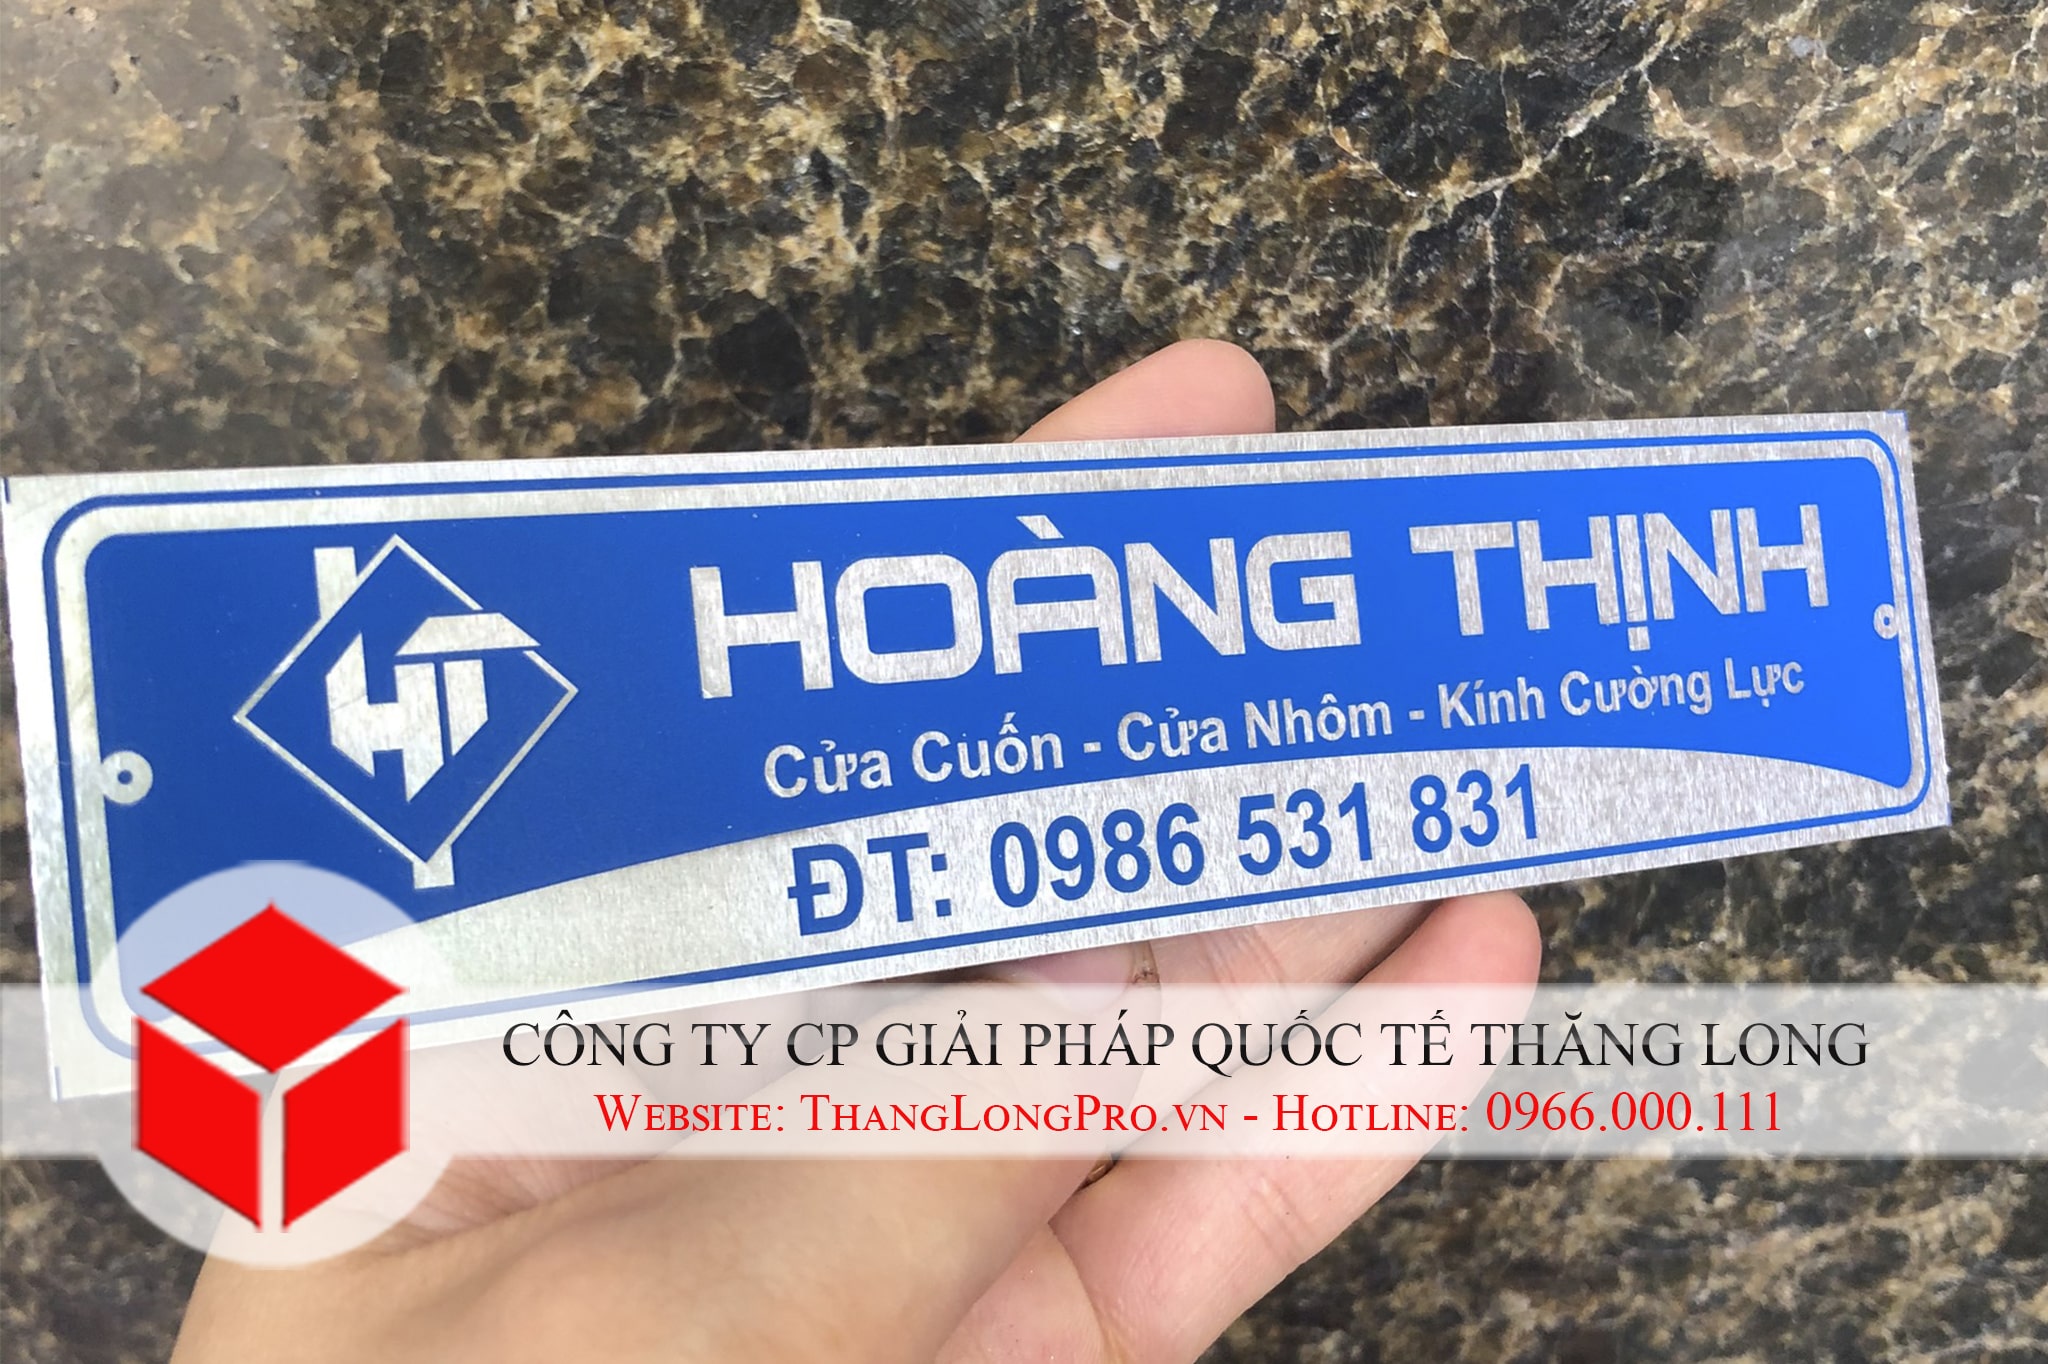 HT
HOÀNG THỊNH
Cửa Cuốn - Cửa Nhôm - Kính Cường Lực
ĐT: 0986 531 831
CÔNG TY CP GIẢI PHÁP QUỐC TẾ THĂNG LONG
WEBSITE: THANGLONGPRO.VN - HOTLINE: 0966.000.111